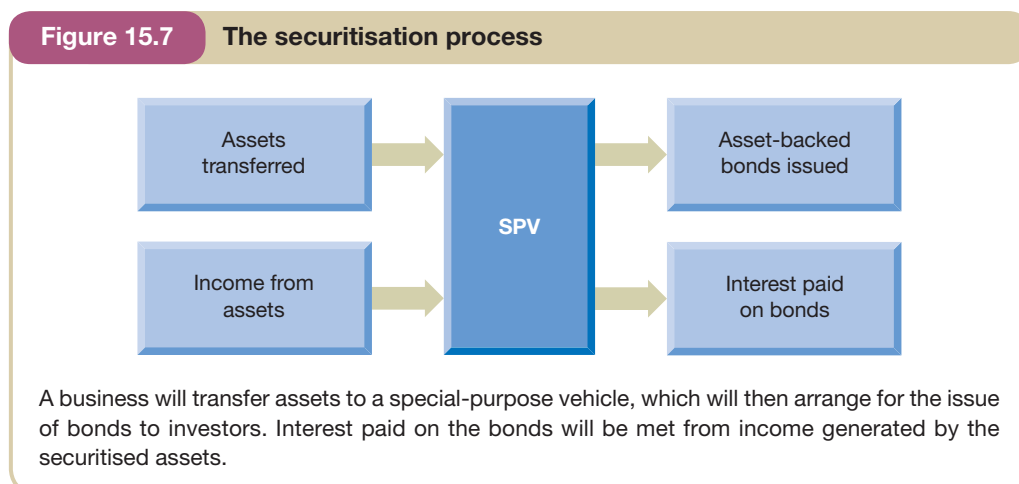 Figure 15.7 The securitisation process
Assets
transferred
SPV
Asset-backed
bonds issued
Income from
assets
Interest paid
on bonds
A business will transfer assets to a special-purpose vehicle, which will then arrange for the issue
of bonds to investors. Interest paid on the bonds will be met from income generated by the
securitised assets.